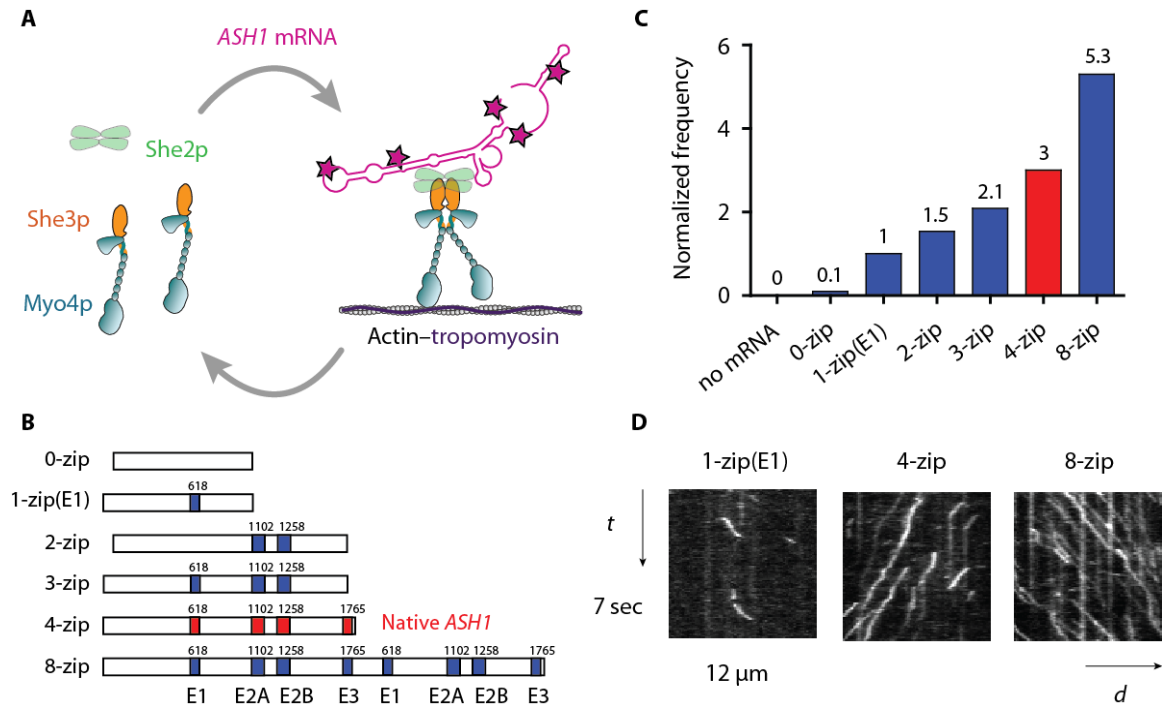 A
ASH1 mRNA
She2p
She3p
Myo4p
Actin–tropomyosin
B
0-zip
618
1-zip(E1)
1102 1258
2-zip
618 1102 1258
3-zip
618 1102 1258 1765
4-zip Native ASH1
618 1102 1258 1765 618 1102 1258 1765
8-zip
E1 E2A E2B E3 E1 E2A E2B E3
C
Normalized frequency
6
4
2
0
0
0.1
1
1.5
2.1
3
5.3
no mRNA
0-zip
1-zip(E1)
2-zip
3-zip
4-zip
8-zip
D
1-zip(E1) 4-zip 8-zip
t
7 sec
12 µm
d